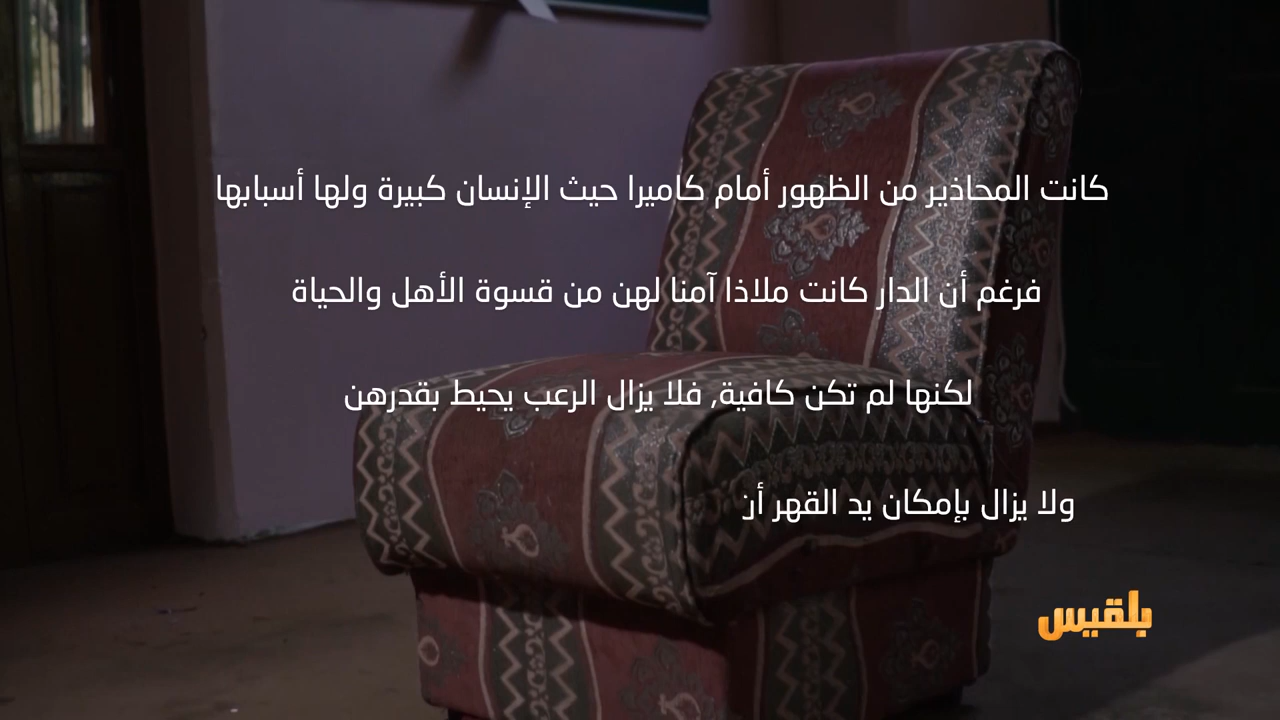 كانت المحاذير من الظهور أمام كاميرا حيث الإنسان كبيرة ولها أسبابها
فرغم أن الدار كانت ملاذا آمنا لهن من قسوة الأهل والحياة
لكنها لم تكن كافية, فلا يزال الرعب يحيط بقدرهن
ولا يزال بإمكان يد القهر أن
بلقيس